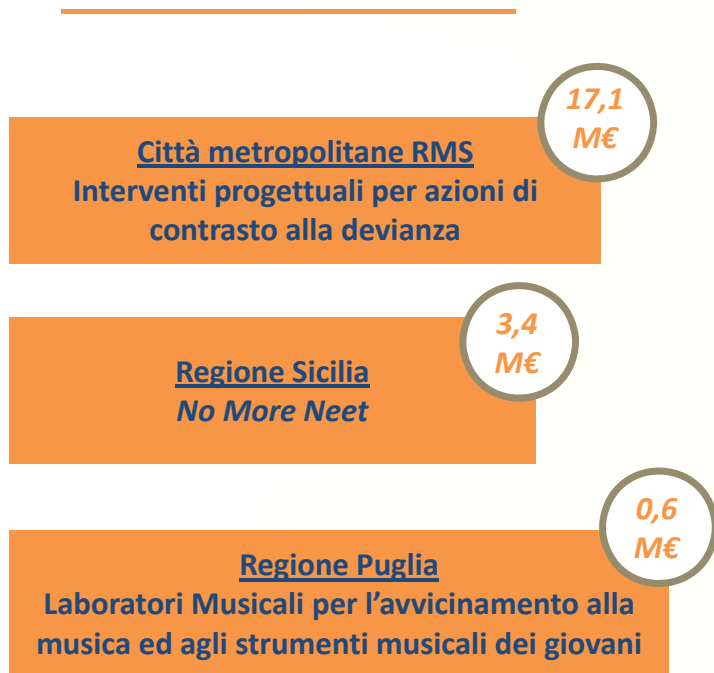 17,1
M€
Città metropolitane RMS
Interventi progettuali per azioni di
contrasto alla devianza
3,4
M€
Regione Sicilia
No More Neet
0,6
M€
Regione Puglia
Laboratori Musicali per l’avvicinamento alla
musica ed agli strumenti musicali dei giovani